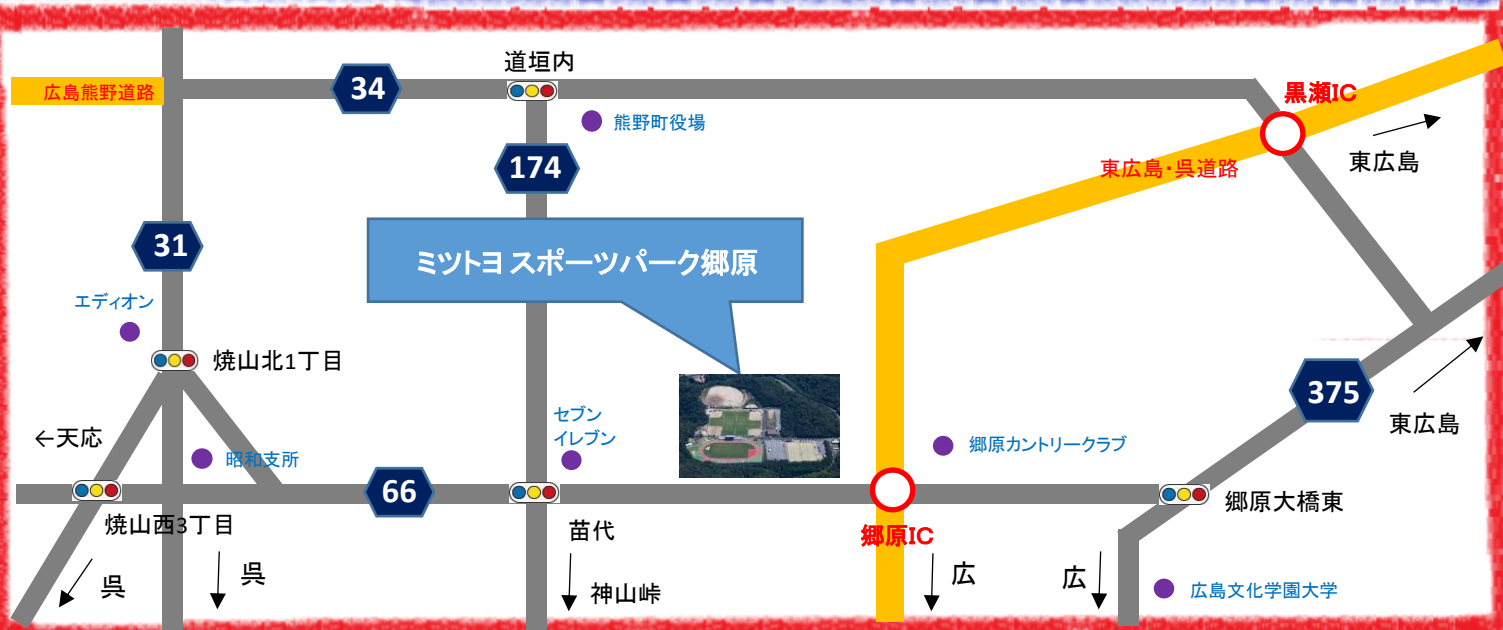 道垣内
広島熊野道路
34
黒瀬IC
熊野町役場
174
東広島・呉道路
東広島
31
ミツトヨ スポーツパーク郷原
エディオン
焼山北1丁目
375
セブン
イレブン
東広島
←天応
郷原カントリークラブ
昭和支所
66
郷原大橋東
焼山西3丁目
苗代
郷原IC
呉
呉
神山峠
広
広
広島文化学園大学